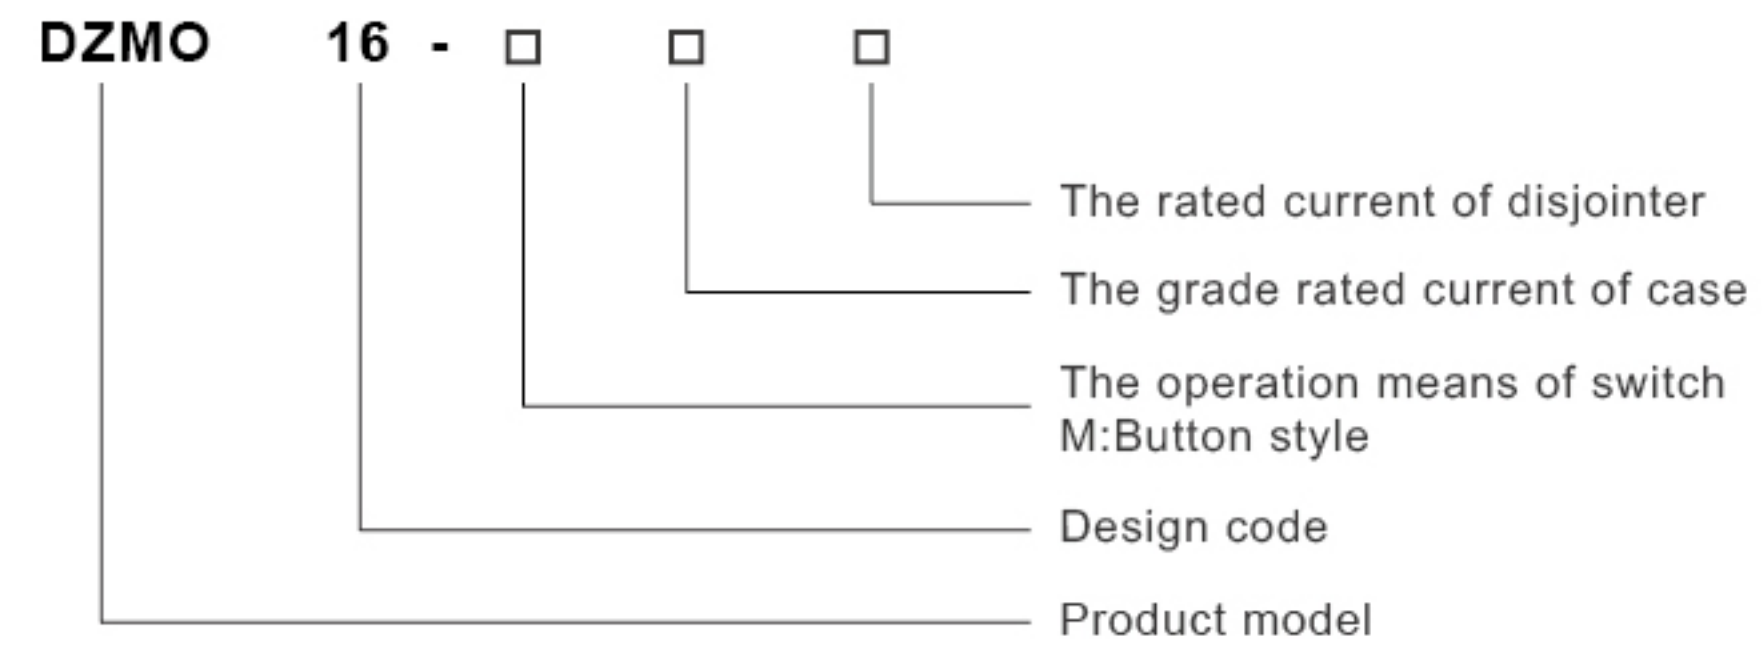 DZMO 16 - □ □ □
The rated current of disjointer
The grade rated current of case
The operation means of switch
M:Button style
Design code
Product model